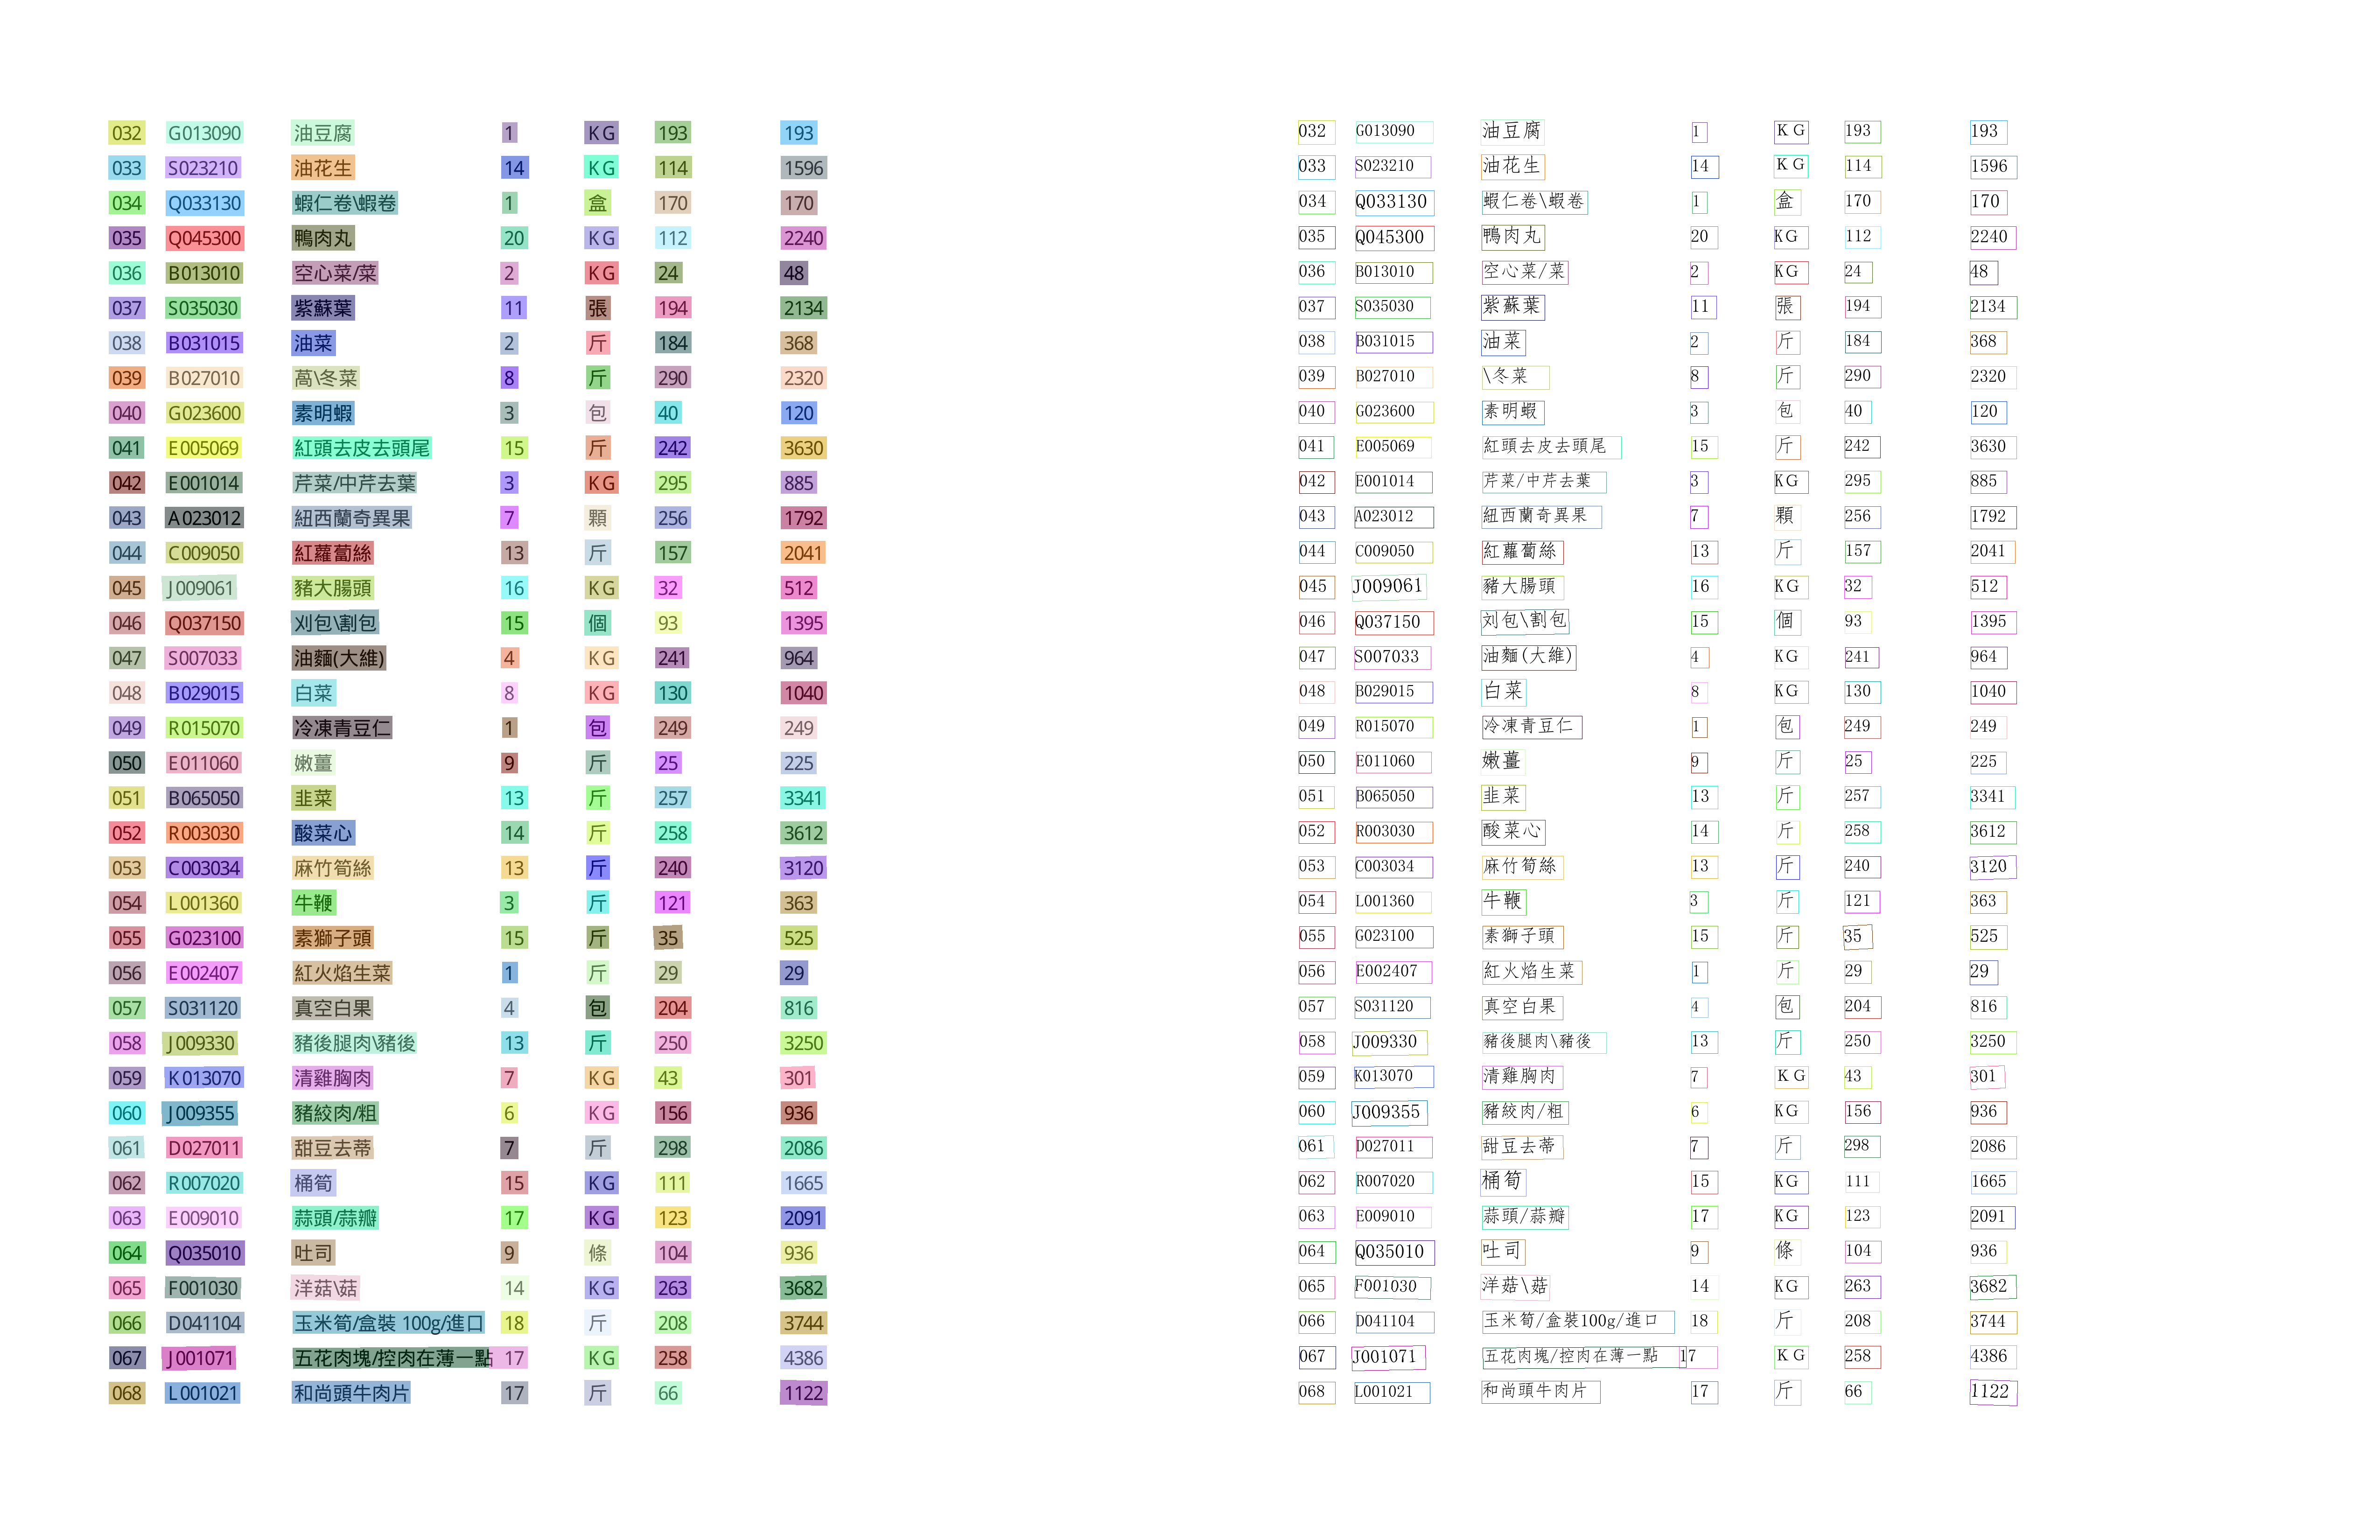 032 G013090 油豆腐 1 KG 193 193
033 S023210 油花生 14 KG 114 1596
034 Q033130 蝦仁卷\蝦卷 1 盒 170 170
035 Q045300 鴨肉丸 20 KG 112 2240
036 B013010 空心菜/菜 2 KG 24 48
037 S035030 紫蘇葉 11 張 194 2134
038 B031015 油菜 2 斤 184 368
039 B027010 \冬菜 8 斤 290 2320
040 G023600 素明蝦 3 包 40 120
041 E005069 紅頭去皮去頭尾 15 斤 242 3630
042 E001014 芹菜/中芹去葉 3 KG 295 885
043 A023012 紐西蘭奇異果 7 顆 256 1792
044 C009050 紅蘿蔔絲 13 斤 157 2041
045 J009061 豬大腸頭 16 KG 32 512
046 Q037150 刈包\割包 15 個 93 1395
047 S007033 油麵(大維) 4 KG 241 964
048 B029015 白菜 8 KG 130 1040
049 R015070 冷凍青豆仁 1 包 249 249
050 E011060 嫩薑 9 斤 25 225
051 B065050 韭菜 13 斤 257 3341
052 R003030 酸菜心 14 斤 258 3612
053 C003034 麻竹筍絲 13 斤 240 3120
054 L001360 牛鞭 3 斤 121 363
055 G023100 素獅子頭 15 斤 35 525
056 E002407 紅火焰生菜 1 斤 29 29
057 S031120 真空白果 4 包 204 816
058 J009330 豬後腿肉\豬後 13 斤 250 3250
059 K013070 清雞胸肉 7 KG 43 301
060 J009355 豬絞肉/粗 6 KG 156 936
061 D027011 甜豆去蒂 7 斤 298 2086
062 R007020 桶筍 15 KG 111 1665
063 E009010 蒜頭/蒜瓣 17 KG 123 2091
064 Q035010 吐司 9 條 104 936
065 F001030 洋菇\菇 14 KG 263 3682
066 D041104 玉米筍/盒裝 100g/進口 18 斤 208 3744
067 J001071 五花肉塊/控肉在薄一點 17 KG 258 4386
068 L001021 和尚頭牛肉片 17 斤 66 1122
032 G013090 油豆腐 1 KG 193 193
033 S023210 油花生 14 KG 114 1596
034 Q033130 蝦仁卷\蝦卷 1 盒 170 170
035 Q045300 鴨肉丸 20 KG 112 2240
036 B013010 空心菜/菜 2 KG 24 48
037 S035030 紫蘇葉 11 張 194 2134
038 B031015 油菜 2 斤 184 368
039 B027010 \冬菜 8 斤 290 2320
040 G023600 素明蝦 3 包 40 120
041 E005069 紅頭去皮去頭尾 15 斤 242 3630
042 E001014 芹菜/中芹去葉 3 KG 295 885
043 A023012 紐西蘭奇異果 7 顆 256 1792
044 C009050 紅蘿蔔絲 13 斤 157 2041
045 J009061 豬大腸頭 16 KG 32 512
046 Q037150 刈包\割包 15 個 93 1395
047 S007033 油麵(大維) 4 KG 241 964
048 B029015 白菜 8 KG 130 1040
049 R015070 冷凍青豆仁 1 包 249 249
050 E011060 嫩薑 9 斤 25 225
051 B065050 韭菜 13 斤 257 3341
052 R003030 酸菜心 14 斤 258 3612
053 C003034 麻竹筍絲 13 斤 240 3120
054 L001360 牛鞭 3 斤 121 363
055 G023100 素獅子頭 15 斤 35 525
056 E002407 紅火焰生菜 1 斤 29 29
057 S031120 真空白果 4 包 204 816
058 J009330 豬後腿肉\豬後 13 斤 250 3250
059 K013070 清雞胸肉 7 KG 43 301
060 J009355 豬絞肉/粗 6 KG 156 936
061 D027011 甜豆去蒂 7 斤 298 2086
062 R007020 桶筍 15 KG 111 1665
063 E009010 蒜頭/蒜瓣 17 KG 123 2091
064 Q035010 吐司 9 條 104 936
065 F001030 洋菇\菇 14 KG 263 3682
066 D041104 玉米筍/盒裝100g/進口 18 斤 208 3744
067 J001071 五花肉塊/控肉在薄一點 17 KG 258 4386
068 L001021 和尚頭牛肉片 17 斤 66 1122